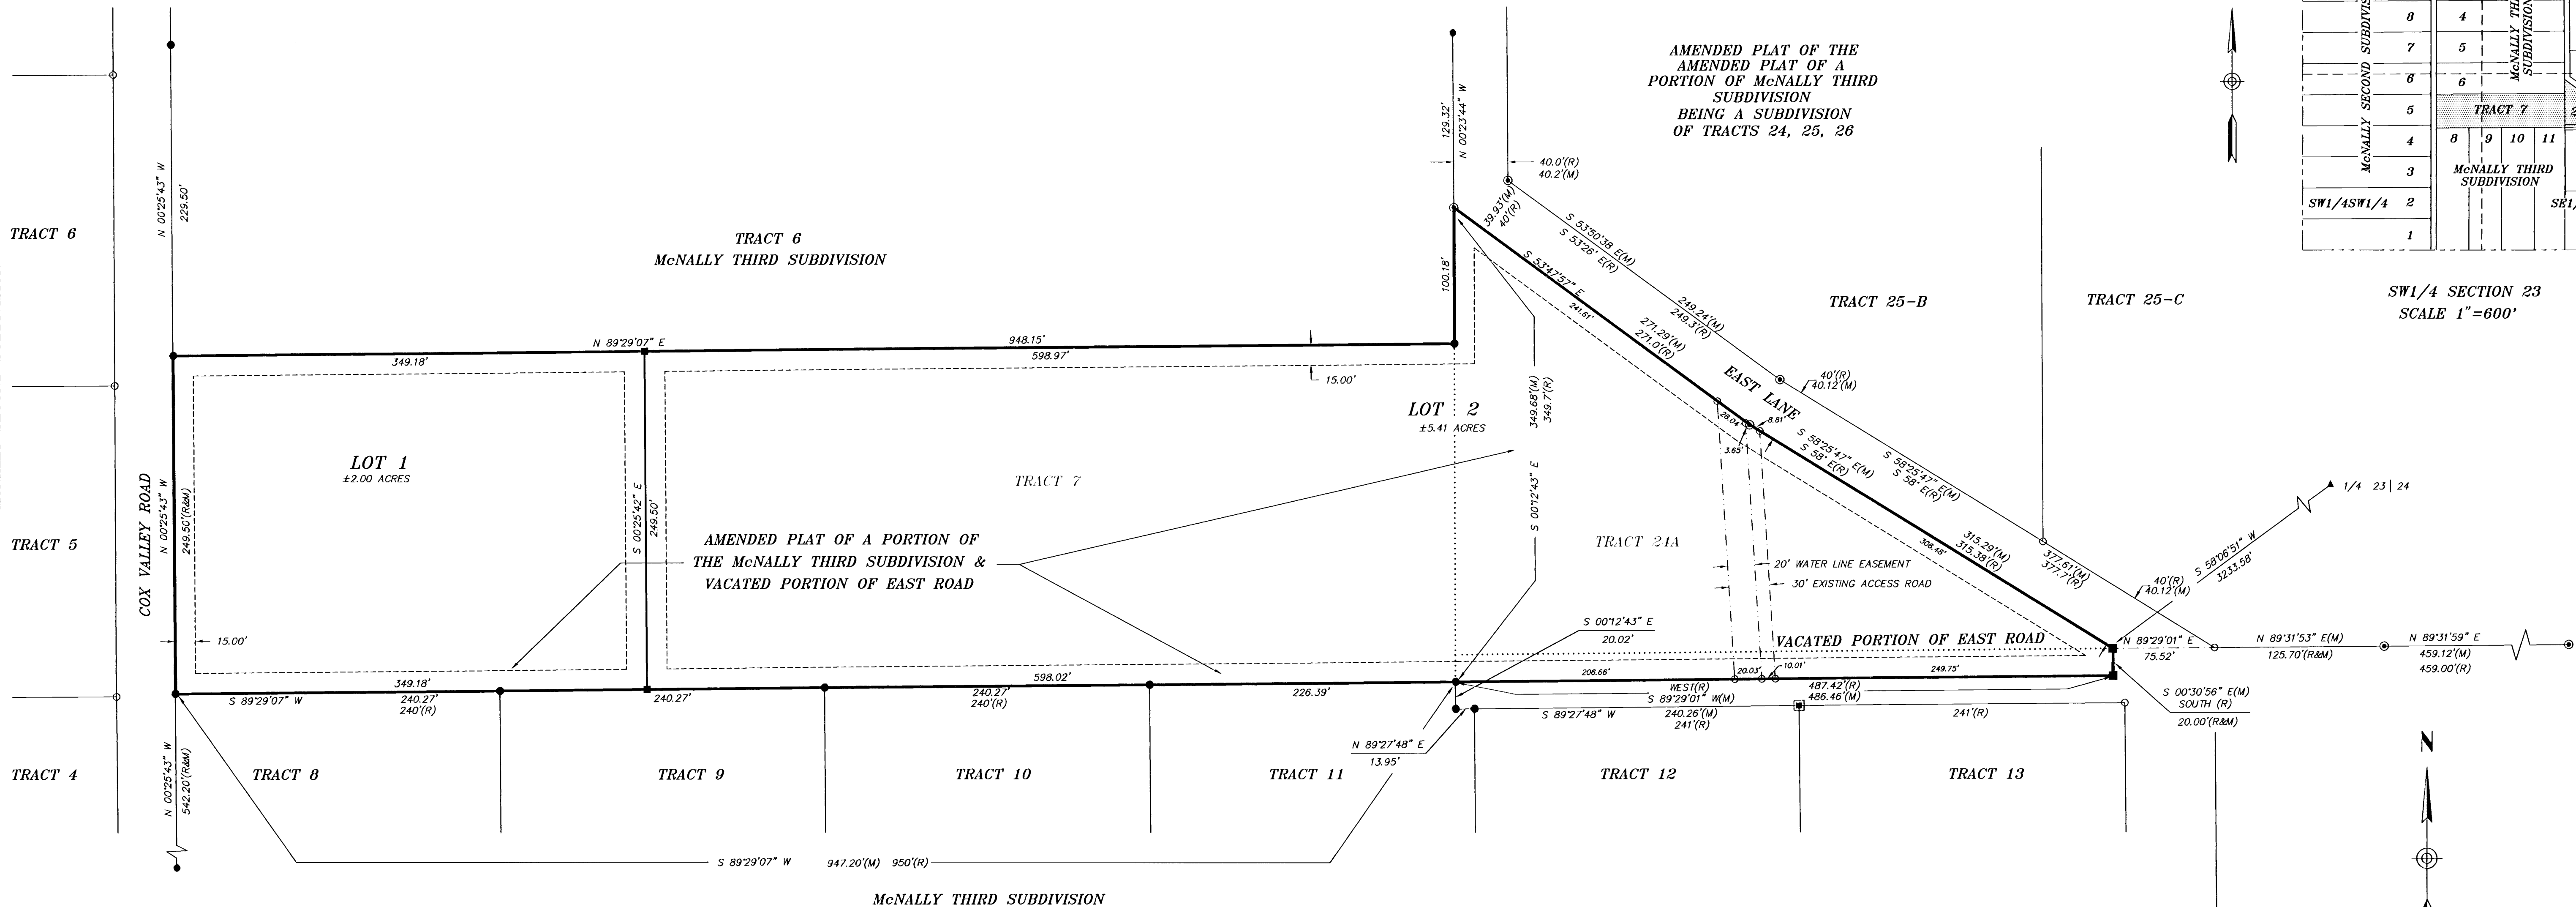 AMENDED PLAT OF THE
AMENDED PLAT OF A
PORTION OF McNALLY THIRD
SUBDIVISION
BEING A SUBDIVISION
OF TRACTS 24, 25, 26
McNALLY SECOND
8
7
6
5
4
3
2
1
4
5
6
TRACT 7
8 9 10 11
McNALLY THIRD
SUBDIVISION
SUBDIVISION
SW1/4SW1/4
SW1/4 SECTION 23
SCALE 1"=600'
N 00°25'43" W
229.50'
TRACT 6
TRACT 6
McNALLY THIRD SUBDIVISION
129.32'
N 00°23'44" W
40.0'(R)
40.2'(M)
39.93'(M)
40'(R)
S 53°50'38 E(M)
S 53°26' E(R)
249.24'(M)
249.3'(R)
TRACT 25-B
TRACT 25-C
100.18'
S 53°47'57" E
241.61'
271.29'(M)
271.0'(R)
EAST LANE
40'(R)
40.12'(M)
N 89°29'07" E
948.15'
349.18'
598.97'
15.00'
LOT 1
±2.00 ACRES
LOT 2
±5.41 ACRES
349.68'(M)
349.7'(R)
S 00°12'43" E
28.04'
8.81'
3.65'
S 58°25'47" E(M)
S 58° E(R)
S 58°25'47" E(M)
S 58° E(R)
315.29'(M)
315.38'(R)
308.48'
377.61'(M)
377.7'(R)
40'(R)
40.12'(M)
S 58°06'51" W
3233.58'
1/4 23 | 24
TRACT 5
COX VALLEY ROAD
N 00°25'43" W
249.50'(R&M)
S 00°25'42" E
249.50'
TRACT 7
TRACT 24A
AMENDED PLAT OF A PORTION OF
THE McNALLY THIRD SUBDIVISION &
VACATED PORTION OF EAST ROAD
20' WATER LINE EASEMENT
30' EXISTING ACCESS ROAD
VACATED PORTION OF EAST ROAD
15.00'
S 00°12'43" E
20.02'
N 89°29'01" E
75.52'
N 89°31'53" E(M)
125.70'(R&M)
N 89°31'59" E
459.12'(M)
459.00'(R)
349.18'
S 89°29'07" W
240.27'
240'(R)
240.27'
598.02'
240.27'
240'(R)
226.39'
206.66'
20.03'
10.01'
249.75'
WEST(R)
S 89°29'01" W(M)
487.42'(R)
486.46'(M)
S 00°30'56" E(M)
SOUTH (R)
20.00'(R&M)
S 89°27'48" W
240.26'(M)
241'(R)
241'(R)
N 89°27'48" E
13.95'
TRACT 4
N 00°25'43" W
542.20'(R&M)
TRACT 8
TRACT 9
TRACT 10
TRACT 11
TRACT 12
TRACT 13
N
S 89°29'07" W 947.20'(M) 950'(R)
McNALLY THIRD SUBDIVISION